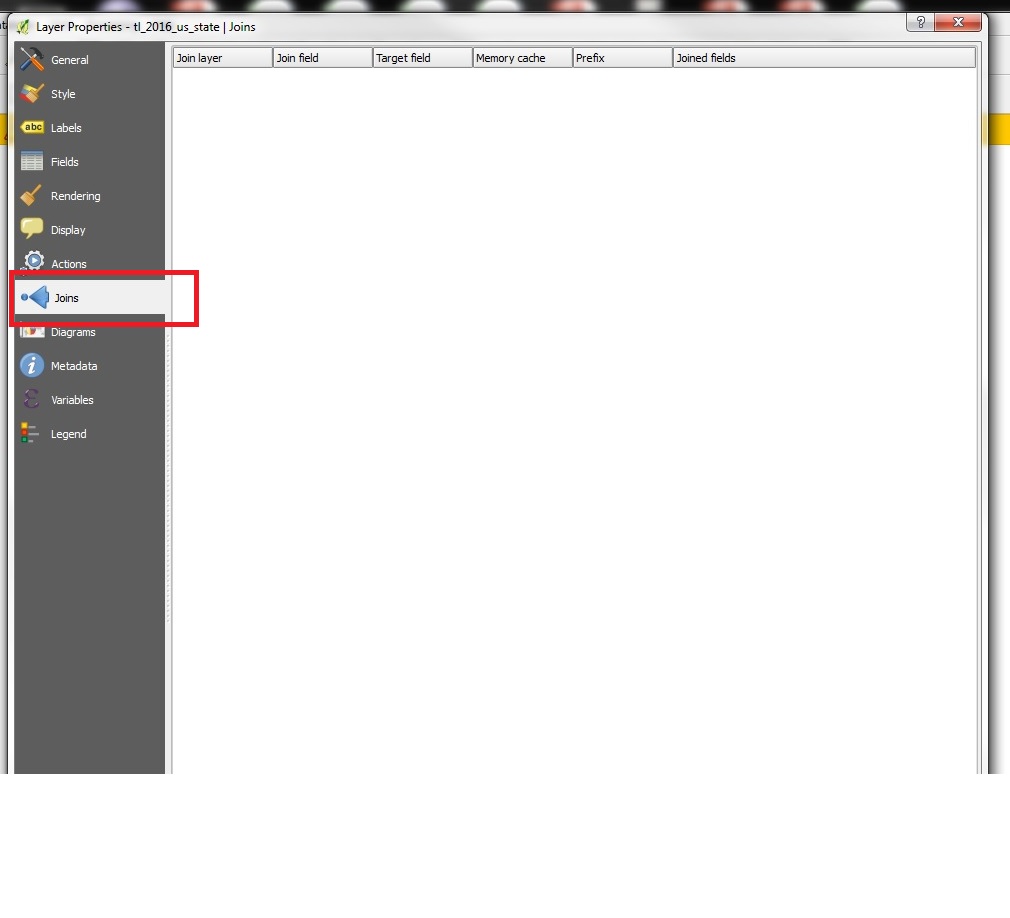 Layer Properties - tl_2016_us_state | Joins
?
General
Style
abc Labels
Fields
Rendering
Display
Actions
Joins
Diagrams
i Metadata
ε Variables
Legend
Join layer Join field Target field Memory cache Prefix Joined fields